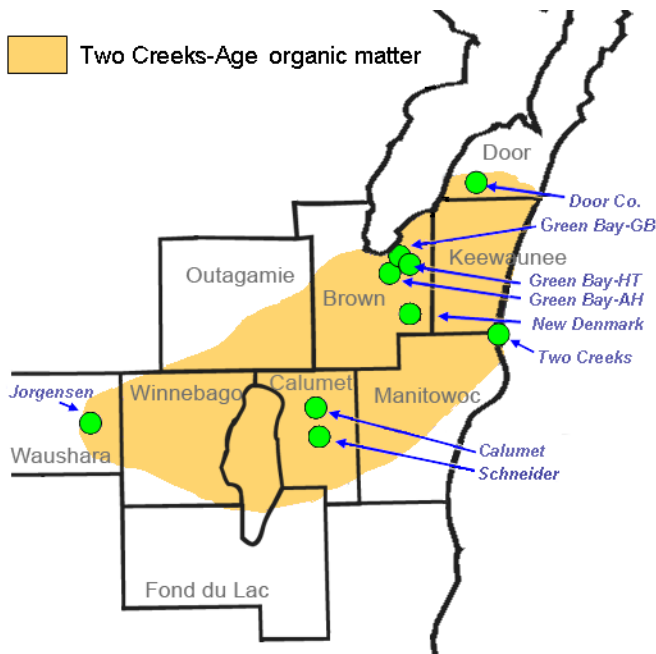 Two Creeks-Age organic matter
Door
Door Co.
Green Bay-GB
Keewaunee
Outagamie
Green Bay-HT
Brown
Green Bay-AH
New Denmark
Two Creeks
Jorgensen
Winnebago
Calumet
Manitowoc
Waushara
Calumet
Schneider
Fond du Lac